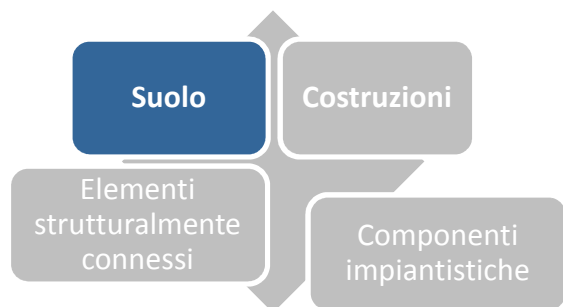 Suolo
Costruzioni
Elementi
strutturalmente
connessi
Componenti
impiantistiche